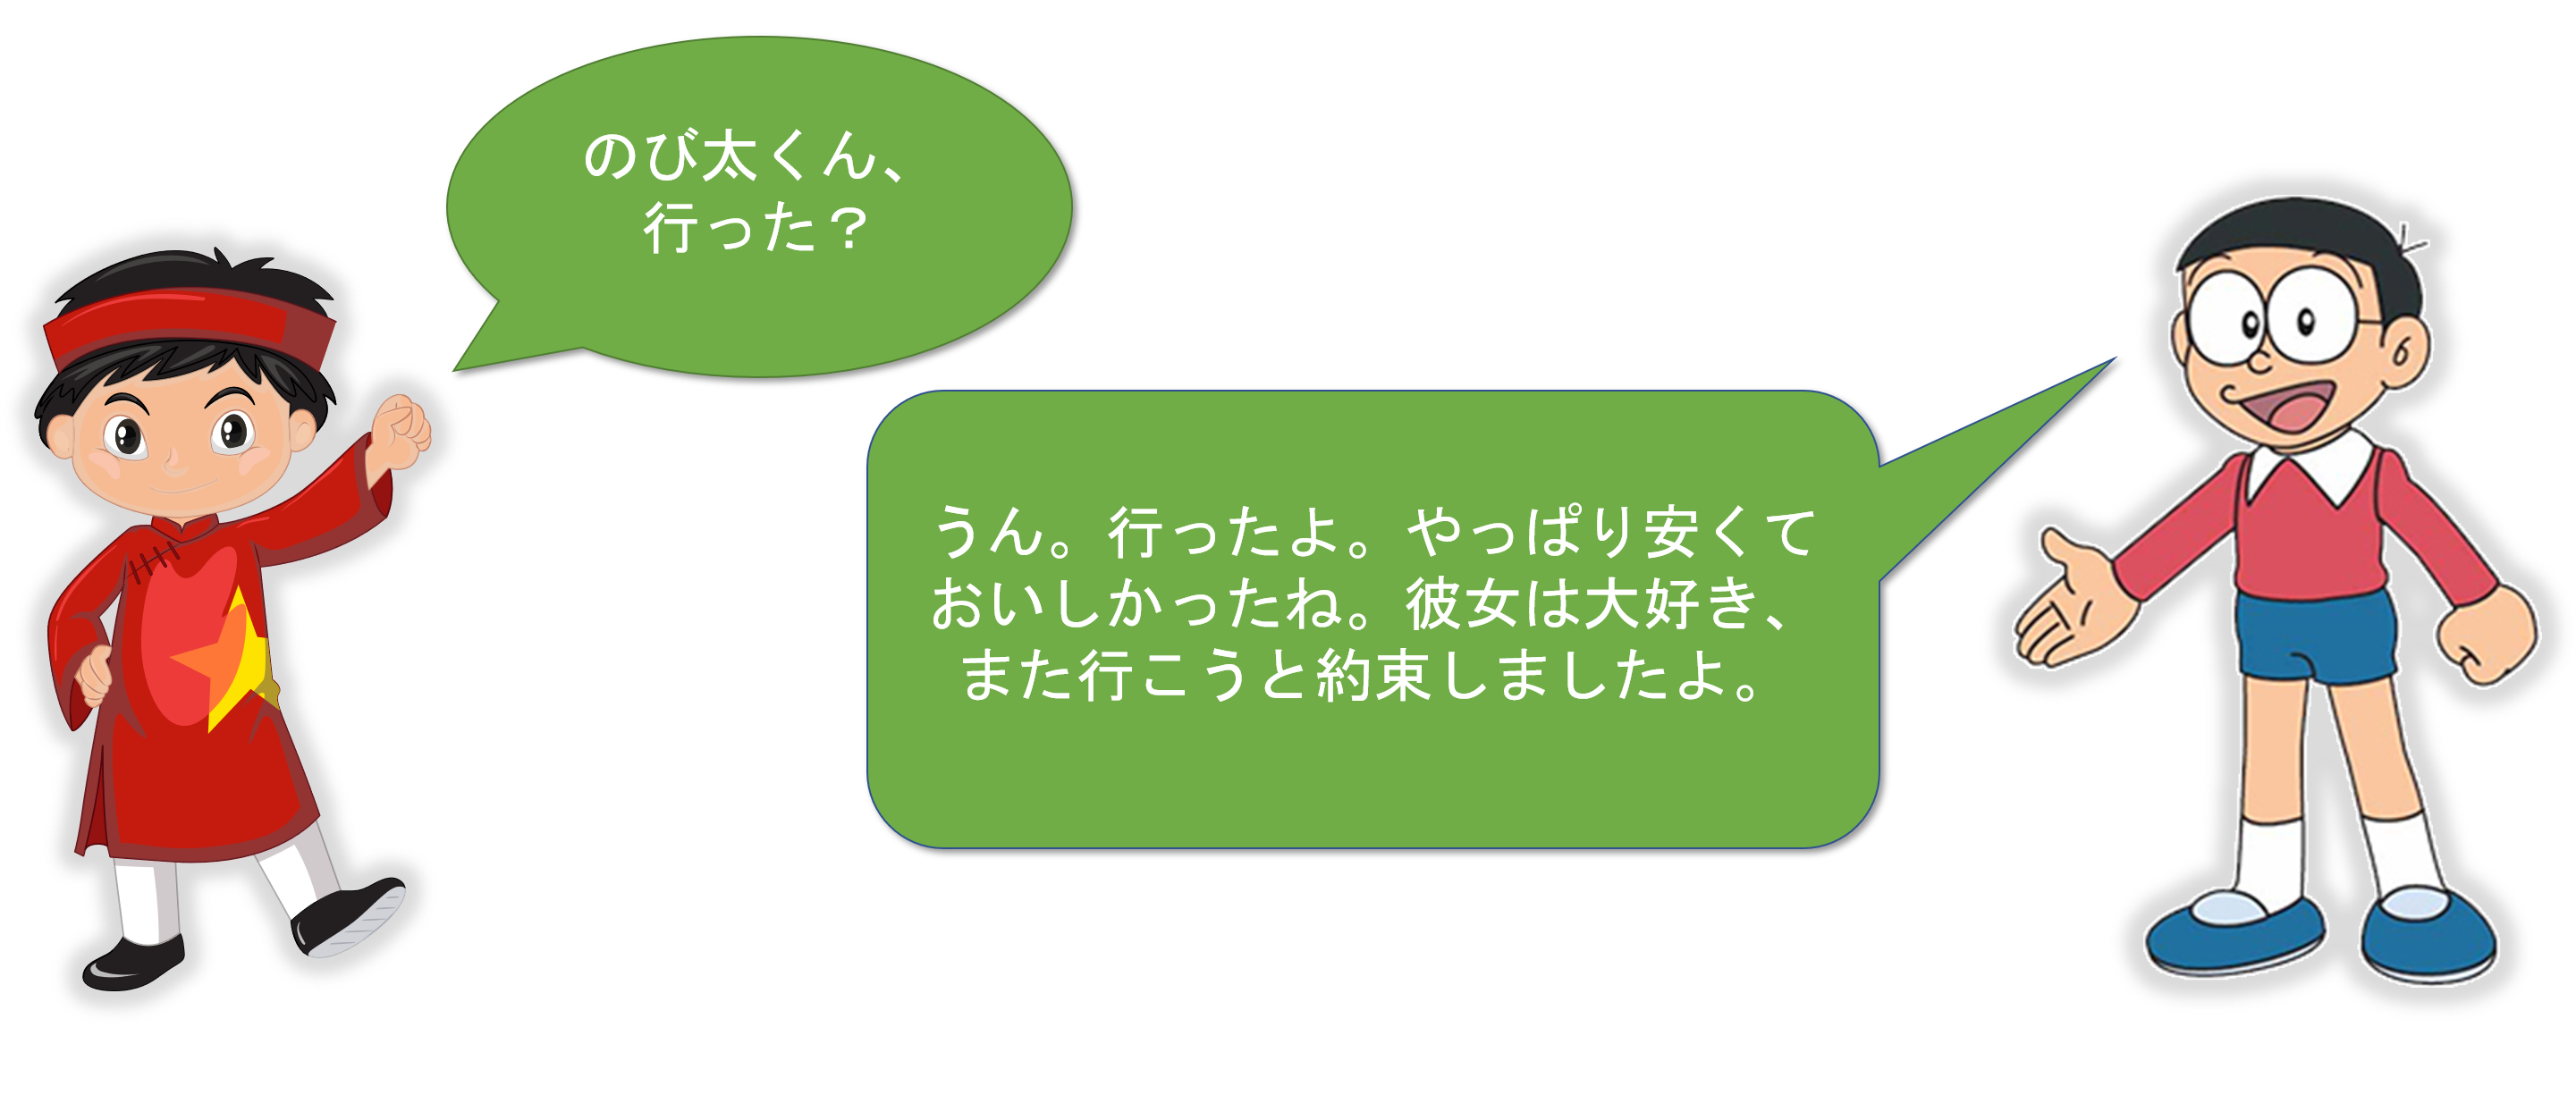 のび太くん、
行った？
うん。行ったよ。やっぱり安くて
おいしかったね。彼女は大好き、
また行こうと約束しましたよ。